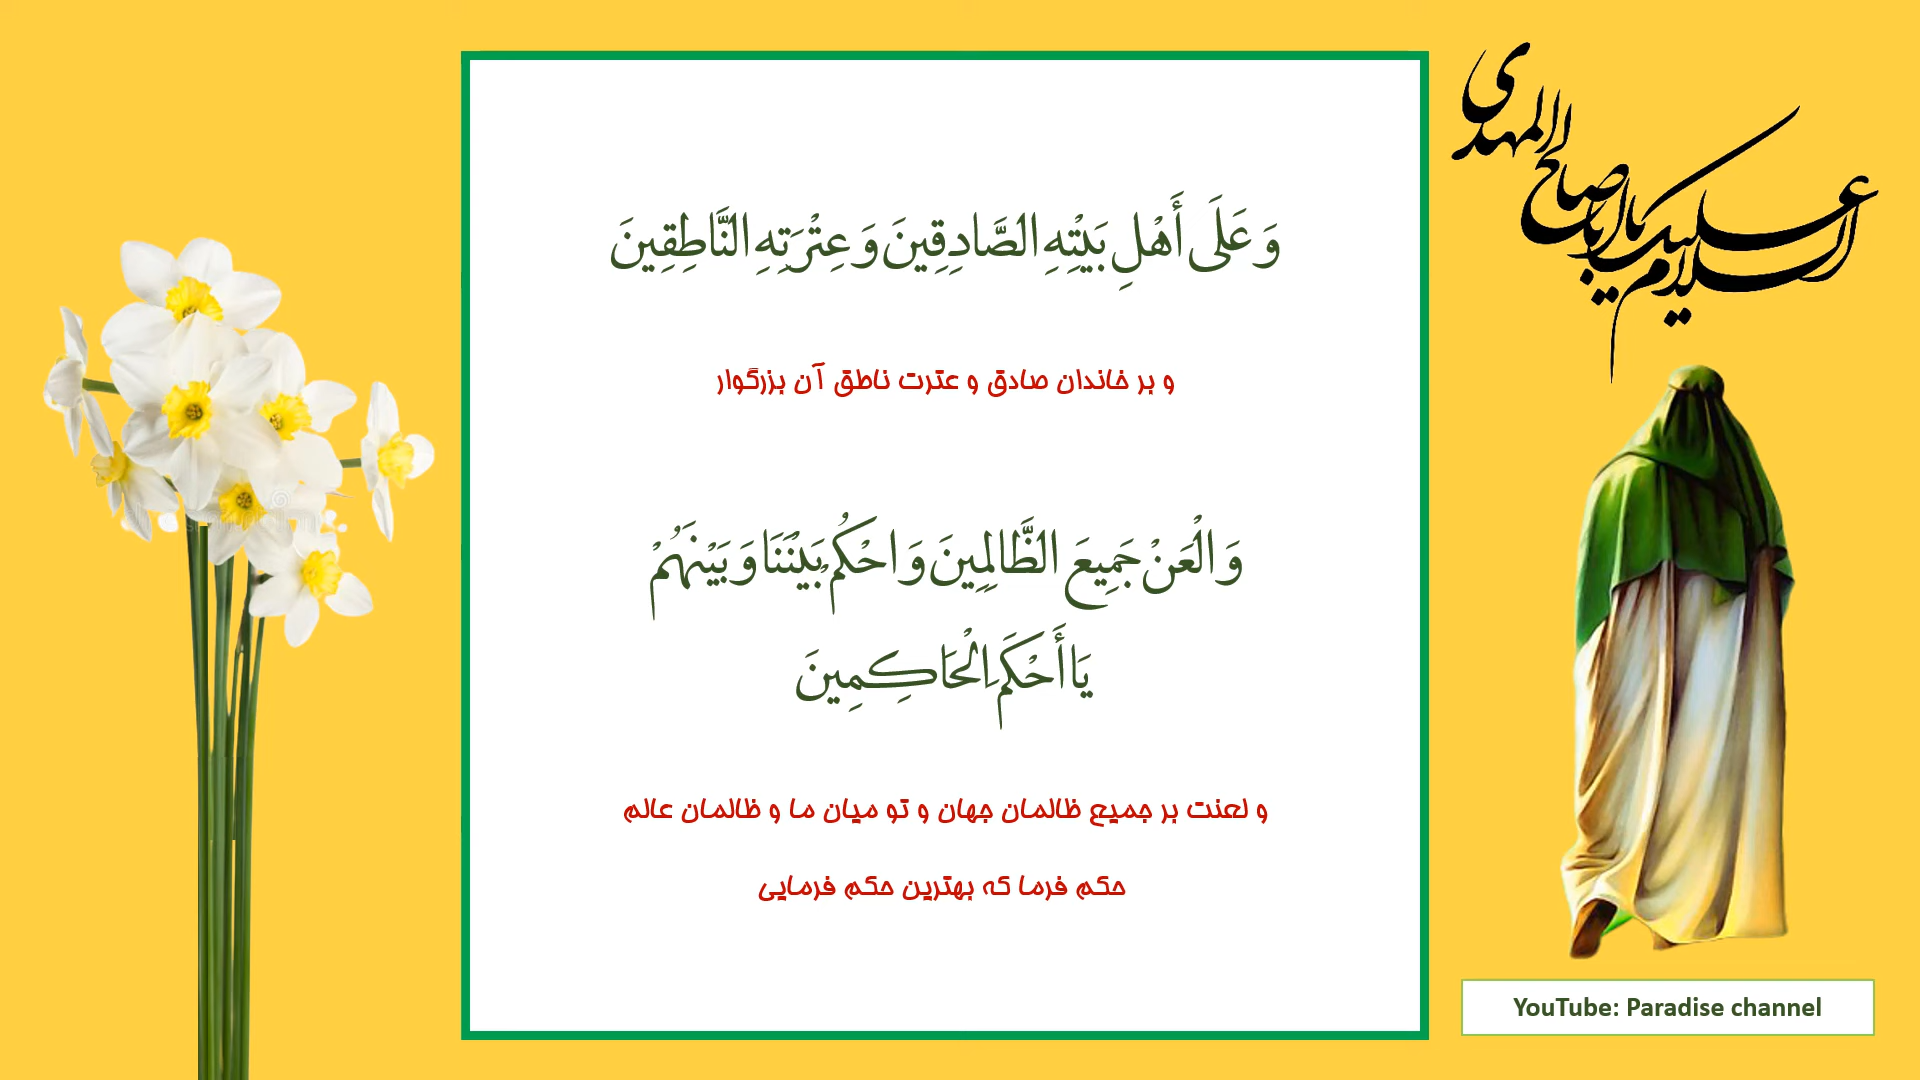 وَ عَلَى أَهْلِ بَيْتِهِ الصَّادِقِينَ وَ عِتْرَتِهِ النَّاطِقِينَ
و بر خاندان صادق و عترت ناطق آن بزرگوار
وَ الْعَنْ جَمِيعَ الظَّالِمِينَ وَ احْكُمْ بَيْنَنَا وَ بَيْنَهُمْ
يَا أَحْكَمَ الْحَاكِمِينَ
و لعنت بر جمیع ظالمان جهان و تو میان ما و ظالمان عالم
حکم فرما که بهترین حکم فرمایی
السلام علیک یا اباصالح المهدی
YouTube: Paradise channel